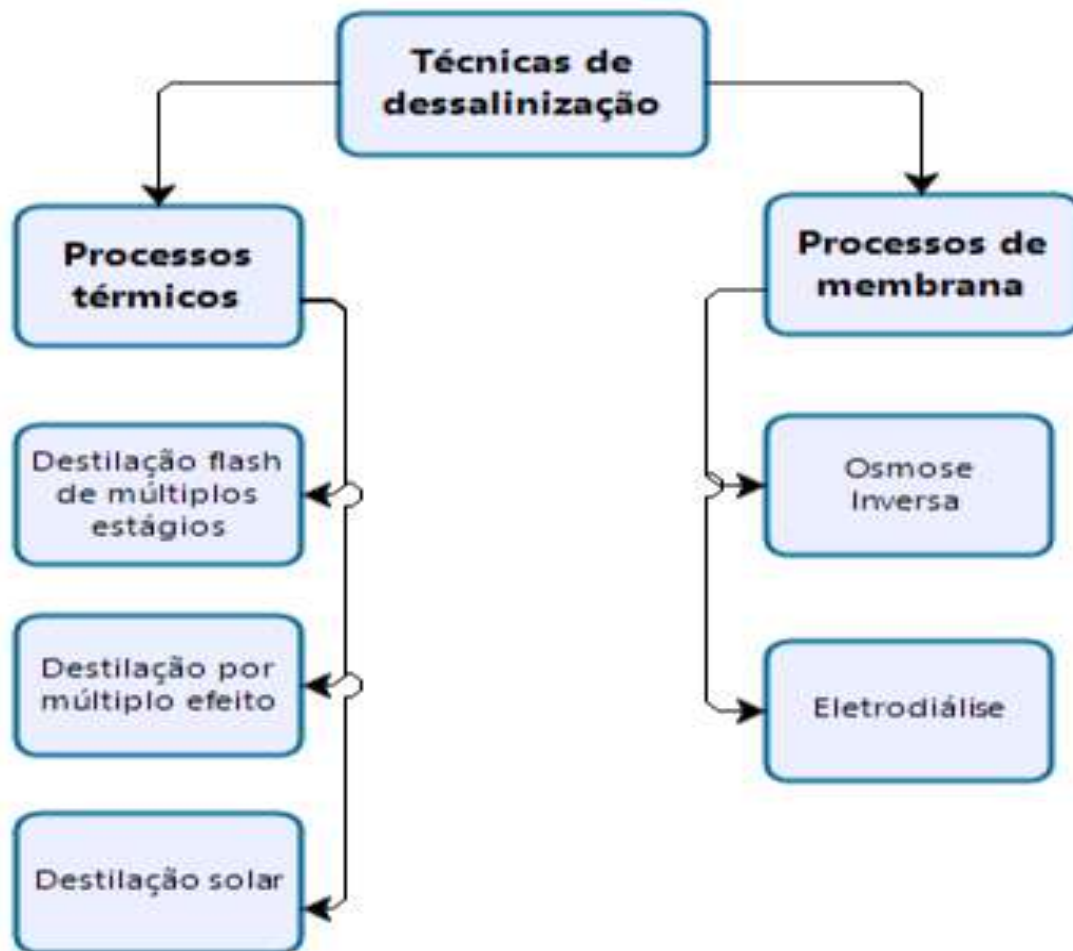 Técnicas de
dessalinização
Processos
térmicos
Destilação flash
de múltiplos
estágios
Destilação por
múltiplo efeito
Destilação solar
Processos de
membrana
Osmose
Inversa
Eletrodiálise